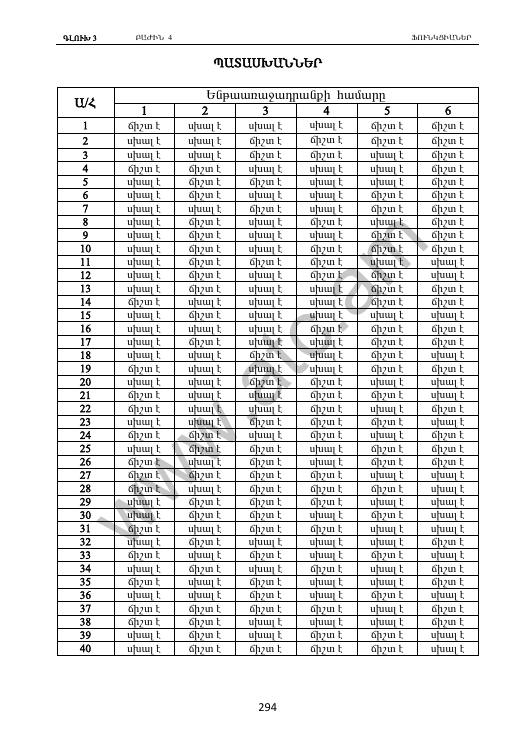 ԳԼՈՒԽ 3 ԲԱԺԻՆ 4 ՖՈՒՆԿՑԻԱՆԵՐ
ՊԱՏԱՍԽԱՆՆԵՐ
Ա/Հ Ենթաառաջադրանքի համարը
1 2 3 4 5 6
1 ճիշտ է սխալ է սխալ է սխալ է ճիշտ է ճիշտ է
2 սխալ է սխալ է ճիշտ է ճիշտ է ճիշտ է ճիշտ է
3 սխալ է սխալ է ճիշտ է ճիշտ է սխալ է ճիշտ է
4 ճիշտ է ճիշտ է սխալ է ճիշտ է ճիշտ է ճիշտ է
5 սխալ է ճիշտ է սխալ է ճիշտ է սխալ է ճիշտ է
6 սխալ է ճիշտ է ճիշտ է սխալ է ճիշտ է ճիշտ է
7 սխալ է սխալ է ճիշտ է սխալ է ճիշտ է ճիշտ է
8 սխալ է ճիշտ է սխալ է ճիշտ է սխալ է ճիշտ է
9 սխալ է ճիշտ է սխալ է սխալ է ճիշտ է ճիշտ է
10 սխալ է ճիշտ է սխալ է ճիշտ է ճիշտ է ճիշտ է
11 սխալ է ճիշտ է ճիշտ է ճիշտ է սխալ է սխալ է
12 սխալ է սխալ է սխալ է ճիշտ է ճիշտ է սխալ է
13 սխալ է ճիշտ է սխալ է սխալ է ճիշտ է ճիշտ է
14 ճիշտ է սխալ է սխալ է սխալ է ճիշտ է ճիշտ է
15 սխալ է սխալ է ճիշտ է ճիշտ է սխալ է սխալ է
16 սխալ է սխալ է սխալ է ճիշտ է ճիշտ է ճիշտ է
17 սխալ է ճիշտ է սխալ է ճիշտ է սխալ է ճիշտ է
18 սխալ է սխալ է ճիշտ է սխալ է ճիշտ է սխալ է
19 ճիշտ է սխալ է ճիշտ է սխալ է ճիշտ է ճիշտ է
20 սխալ է սխալ է ճիշտ է ճիշտ է սխալ է սխալ է
21 ճիշտ է սխալ է ճիշտ է ճիշտ է սխալ է ճիշտ է
22 ճիշտ է սխալ է ճիշտ է սխալ է սխալ է ճիշտ է
23 սխալ է սխալ է սխալ է ճիշտ է ճիշտ է սխալ է
24 ճիշտ է ճիշտ է սխալ է ճիշտ է սխալ է ճիշտ է
25 սխալ է ճիշտ է սխալ է սխալ է ճիշտ է սխալ է
26 ճիշտ է սխալ է ճիշտ է սխալ է ճիշտ է ճիշտ է
27 ճիշտ է ճիշտ է ճիշտ է ճիշտ է սխալ է սխալ է
28 ճիշտ է սխալ է ճիշտ է սխալ է ճիշտ է սխալ է
29 սխալ է ճիշտ է ճիշտ է սխալ է սխալ է ճիշտ է
30 սխալ է սխալ է ճիշտ է սխալ է ճիշտ է ճիշտ է
31 ճիշտ է սխալ է ճիշտ է ճիշտ է սխալ է սխալ է
32 սխալ է ճիշտ է սխալ է սխալ է սխալ է ճիշտ է
33 ճիշտ է սխալ է ճիշտ է ճիշտ է սխալ է ճիշտ է
34 սխալ է ճիշտ է սխալ է ճիշտ է սխալ է սխալ է
35 ճիշտ է սխալ է ճիշտ է սխալ է ճիշտ է ճիշտ է
36 սխալ է սխալ է ճիշտ է ճիշտ է ճիշտ է սխալ է
37 ճիշտ է ճիշտ է սխալ է սխալ է ճիշտ է ճիշտ է
38 սխալ է ճիշտ է ճիշտ է սխալ է սխալ է ճիշտ է
39 սխալ է ճիշտ է սխալ է ճիշտ է ճիշտ է սխալ է
40 սխալ է ճիշտ է ճիշտ է ճիշտ է ճիշտ է սխալ է
www.atc.am
294